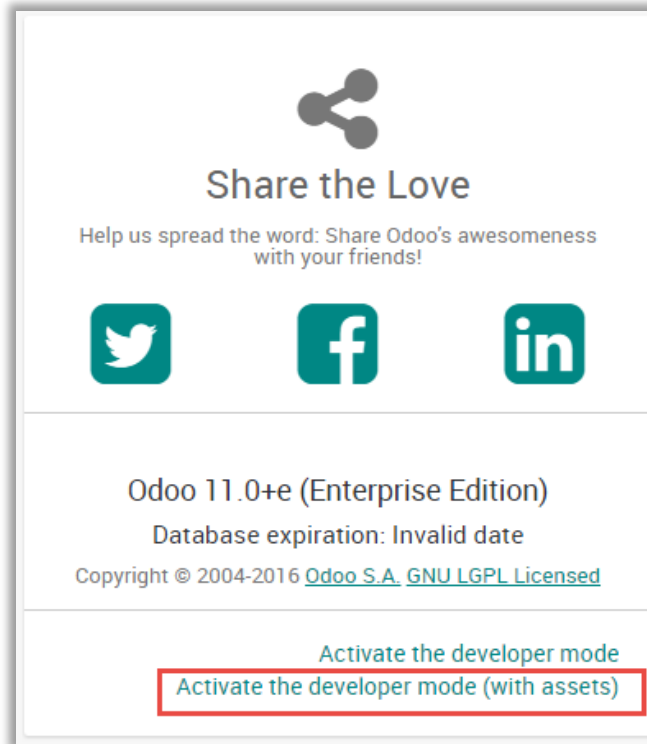 Share the Love
Help us spread the word: Share Odoo's awesomeness
with your friends!
in
Odoo 11.0+e (Enterprise Edition)
Database expiration: Invalid date
Copyright © 2004-2016 Odoo S.A. GNU LGPL Licensed
Activate the developer mode
Activate the developer mode (with assets)